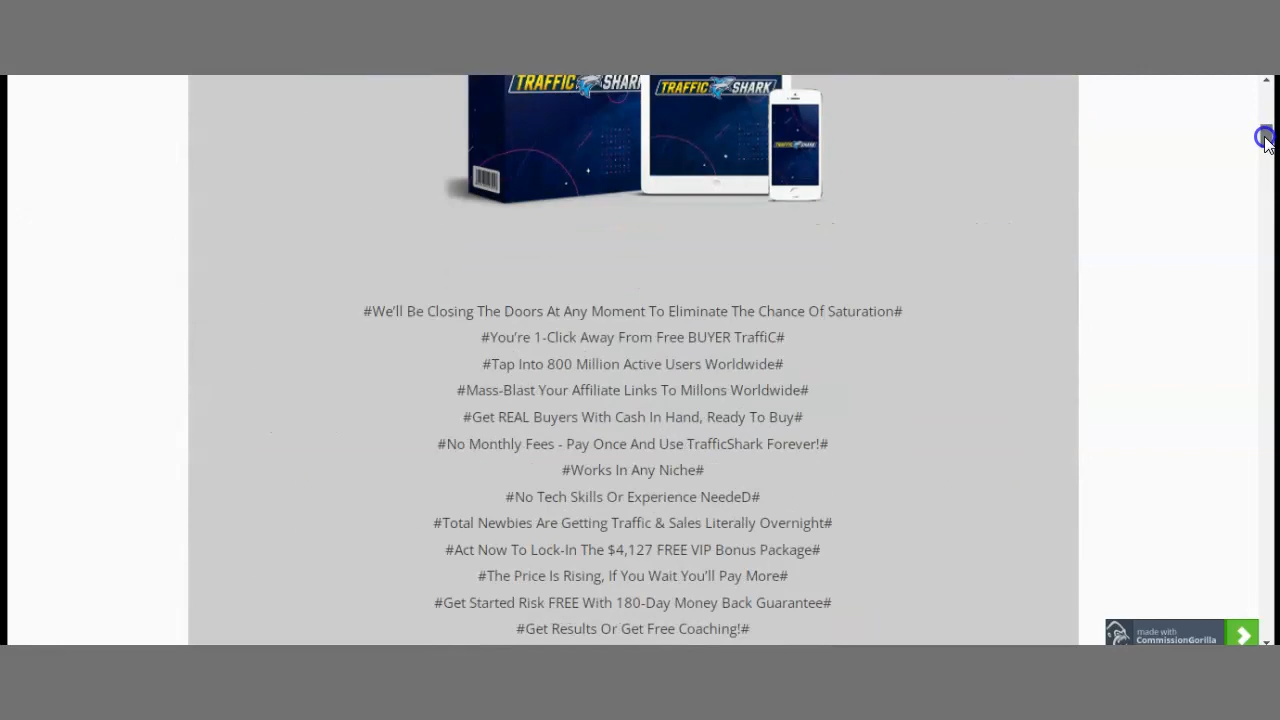 TRAFFIC SHARK
TRAFFIC SHARK
TRAFFIC SHARK
#We'll Be Closing The Doors At Any Moment To Eliminate The Chance Of Saturation#
#You're 1-Click Away From Free BUYER TraffiC#
#Tap Into 800 Million Active Users Worldwide#
#Mass-Blast Your Affiliate Links To Millons Worldwide#
#Get REAL Buyers With Cash In Hand, Ready To Buy#
#No Monthly Fees - Pay Once And Use TrafficShark Forever!#
#Works In Any Niche#
#No Tech Skills Or Experience NeedeD#
#Total Newbies Are Getting Traffic & Sales Literally Overnight#
#Act Now To Lock-In The $4,127 FREE VIP Bonus Package#
#The Price Is Rising, If You Wait You'll Pay More#
#Get Started Risk FREE With 180-Day Money Back Guarantee#
#Get Results Or Get Free Coaching!#
made with
CommissionGorilla